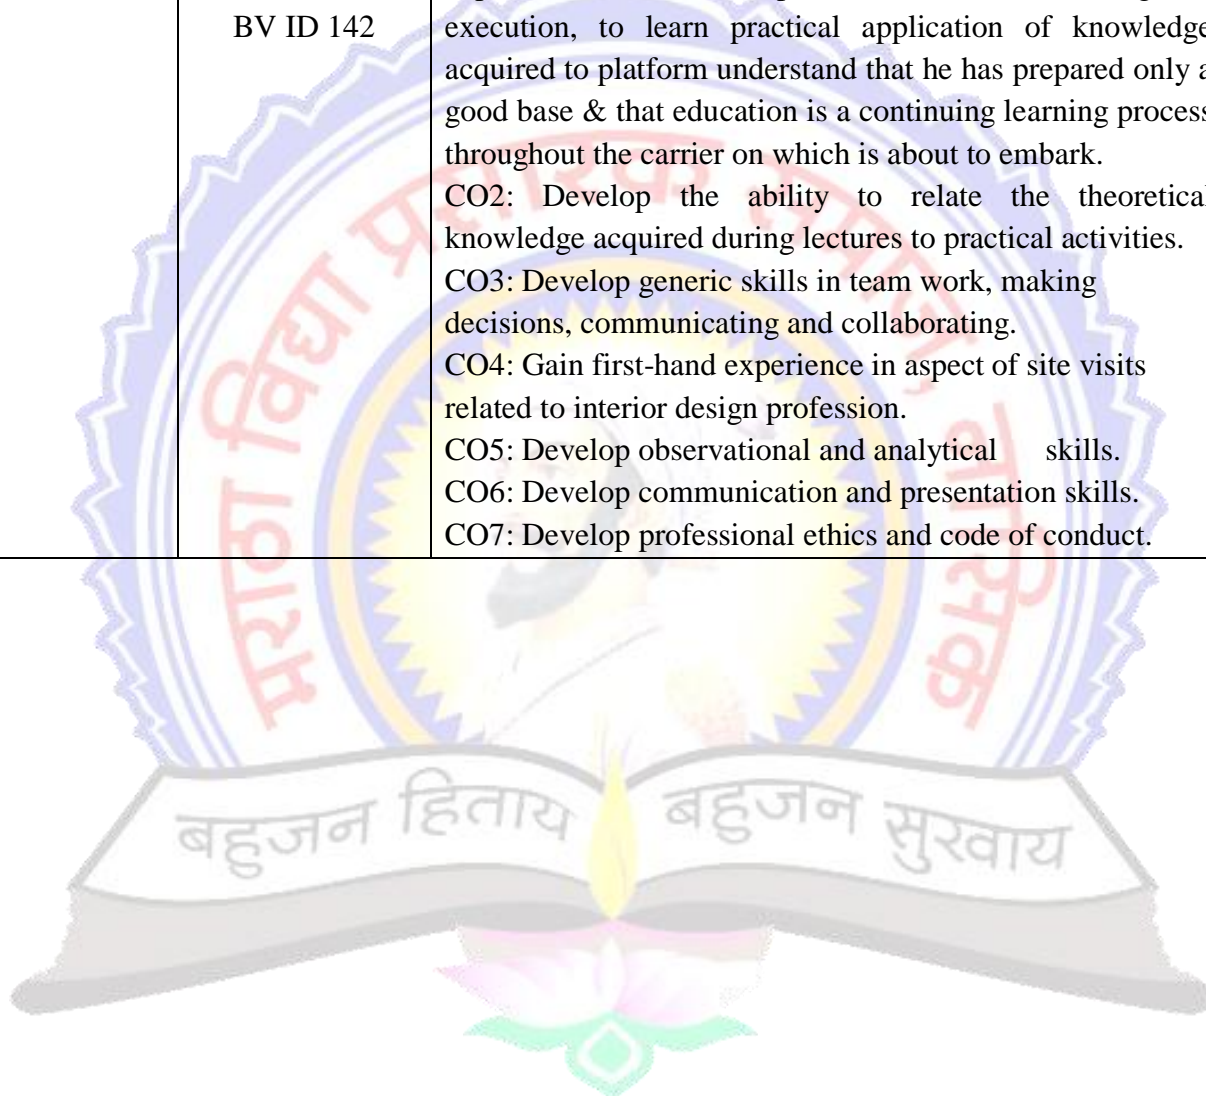 BV ID 142
execution, to learn practical application of knowledge
acquired to platform understand that he has prepared only a
good base & that education is a continuing learning process
throughout the carrier on which is about to embark.
CO2: Develop the ability to relate the theoretical
knowledge acquired during lectures to practical activities.
CO3: Develop generic skills in team work, making
decisions, communicating and collaborating.
CO4: Gain first-hand experience in aspect of site visits
related to interior design profession.
CO5: Develop observational and analytical skills.
CO6: Develop communication and presentation skills.
CO7: Develop professional ethics and code of conduct.
मराठा विद्या प्रसारक समाज, नाशिक
बहुजन हिताय बहुजन सुखाय